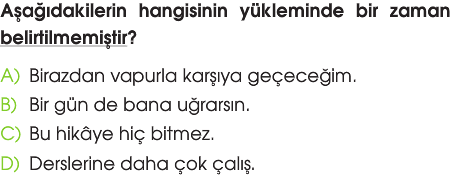 Aşağıdakilerin hangisinin yükleminde bir zaman
belirtilmemiştir?
A) Birazdan vapurla karşıya geçeceğim.
B) Bir gün de bana uğrarsın.
C) Bu hikâye hiç bitmez.
D) Derslerine daha çok çalış.